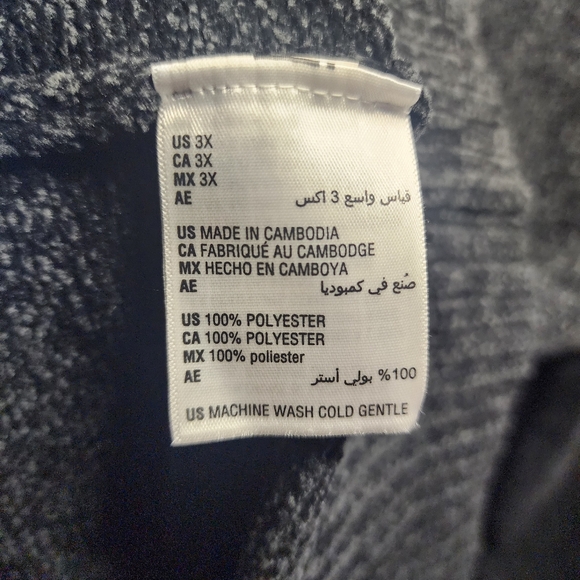 US 3X
CA 3X
MX 3X
AE قياس واسع 3 اكس
US MADE IN CAMBODIA
CA FABRIQUÉ AU CAMBODGE
MX HECHO EN CAMBOYA
AE صُنع في كمبوديا
US 100% POLYESTER
CA 100% POLYESTER
MX 100% poliester
AE 100% بولي أستر
US MACHINE WASH COLD GENTLE